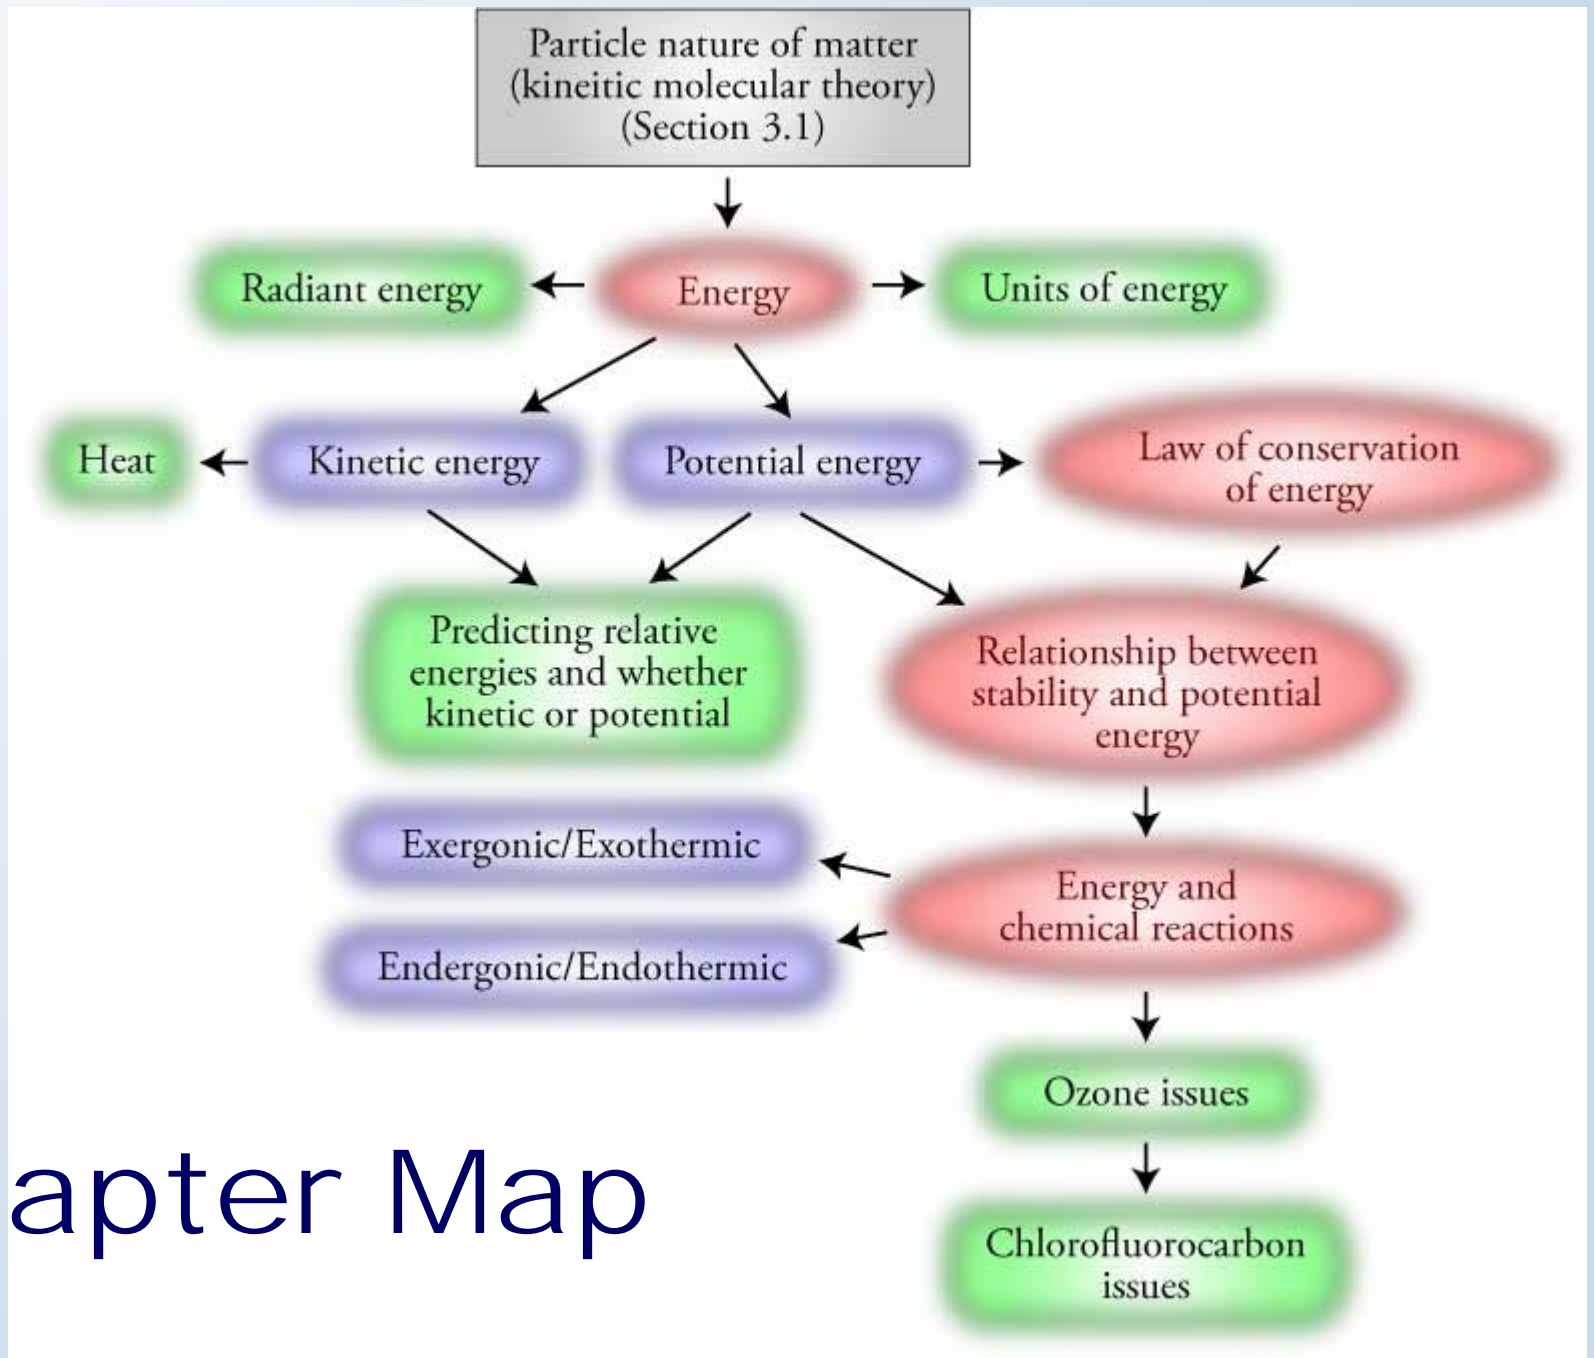 Particle nature of matter
(kineitic molecular theory)
(Section 3.1)
Radiant energy
Energy
Units of energy
Heat
Kinetic energy
Potential energy
Law of conservation
of energy
Predicting relative
energies and whether
kinetic or potential
Relationship between
stability and potential
energy
Exergonic/Exothermic
Energy and
chemical reactions
Endergonic/Endothermic
Ozone issues
apter Map
Chlorofluorocarbon
issues